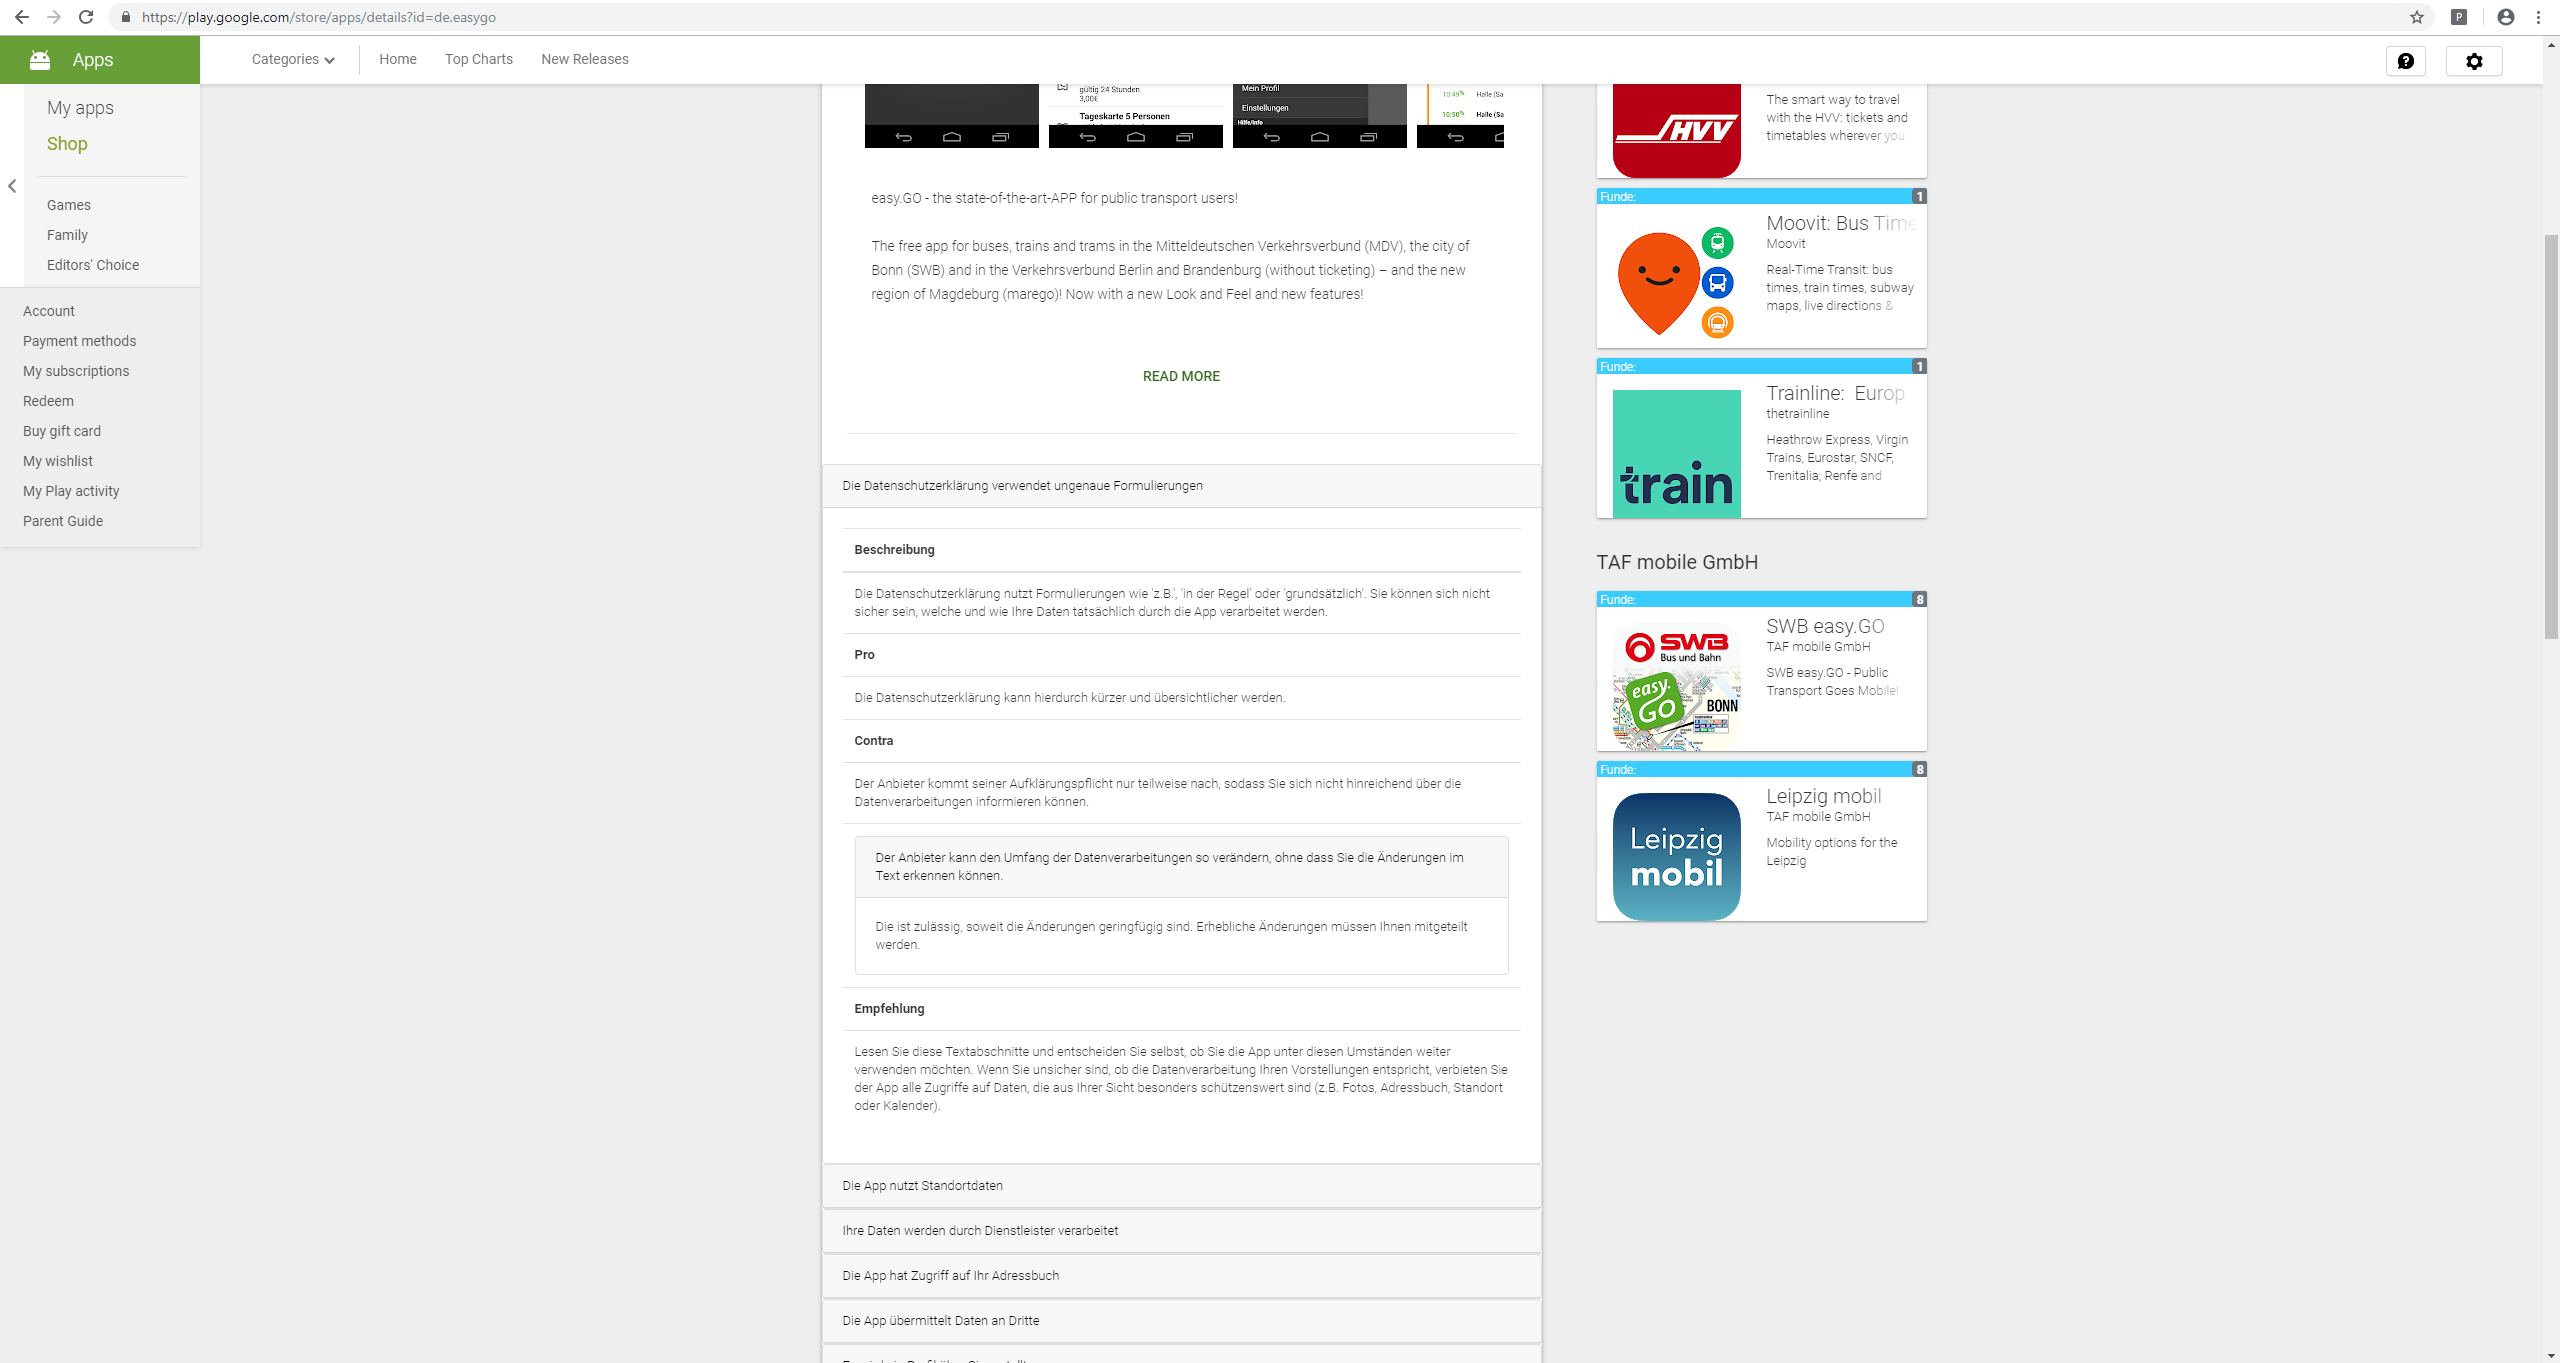 https://play.google.com/store/apps/details?id=de.easygo
P
Apps
Categories
Home
Top Charts
New Releases
My apps
Shop
Games
Family
Editors' Choice
Account
Payment methods
My subscriptions
Redeem
Buy gift card
My wishlist
My Play activity
Parent Guide
gültig 24 Stunden
3,00€
Tageskarte 5 Personen
Mein Profil
Einstellungen
Hilfe/Info
10:49
Halle (Sa
10:50
Halle (Sa
easy.GO - the state-of-the-art-APP for public transport users!
The free app for buses, trains and trams in the Mitteldeutschen Verkehrsverbund (MDV), the city of
Bonn (SWB) and in the Verkehrsverbund Berlin and Brandenburg (without ticketing) – and the new
region of Magdeburg (marego)! Now with a new Look and Feel and new features!
READ MORE
Die Datenschutzerklärung verwendet ungenaue Formulierungen
Beschreibung
Die Datenschutzerklärung nutzt Formulierungen wie 'z.B.', 'in der Regel' oder 'grundsätzlich'. Sie können sich nicht
sicher sein, welche und wie Ihre Daten tatsächlich durch die App verarbeitet werden.
Pro
Die Datenschutzerklärung kann hierdurch kürzer und übersichtlicher werden.
Contra
Der Anbieter kommt seiner Aufklärungspflicht nur teilweise nach, sodass Sie sich nicht hinreichend über die
Datenverarbeitungen informieren können.
Der Anbieter kann den Umfang der Datenverarbeitungen so verändern, ohne dass Sie die Änderungen im
Text erkennen können.
Die ist zulässig, soweit die Änderungen geringfügig sind. Erhebliche Änderungen müssen Ihnen mitgeteilt
werden.
Empfehlung
Lesen Sie diese Textabschnitte und entscheiden Sie selbst, ob Sie die App unter diesen Umständen weiter
verwenden möchten. Wenn Sie unsicher sind, ob die Datenverarbeitung Ihren Vorstellungen entspricht, verbieten Sie
der App alle Zugriffe auf Daten, die aus Ihrer Sicht besonders schützenswert sind (z.B. Fotos, Adressbuch, Standort
oder Kalender).
Die App nutzt Standortdaten
Ihre Daten werden durch Dienstleister verarbeitet
Die App hat Zugriff auf Ihr Adressbuch
Die App übermittelt Daten an Dritte
HVV
The smart way to travel
with the HVV: tickets and
timetables wherever you
Funde: 1
Moovit: Bus Time
Moovit
Real-Time Transit: bus
times, train times, subway
maps, live directions &
Funde: 1
train
Trainline: Europ
thetrainline
Heathrow Express, Virgin
Trains, Eurostar, SNCF,
Trenitalia, Renfe and
TAF mobile GmbH
Funde: 8
SWB
Bus und Bahn
easy.
GO
BONN
SWB easy.GO
TAF mobile GmbH
SWB easy.GO - Public
Transport Goes Mobile!
Funde: 8
Leipzig
mobil
Leipzig mobil
TAF mobile GmbH
Mobility options for the
Leipzig